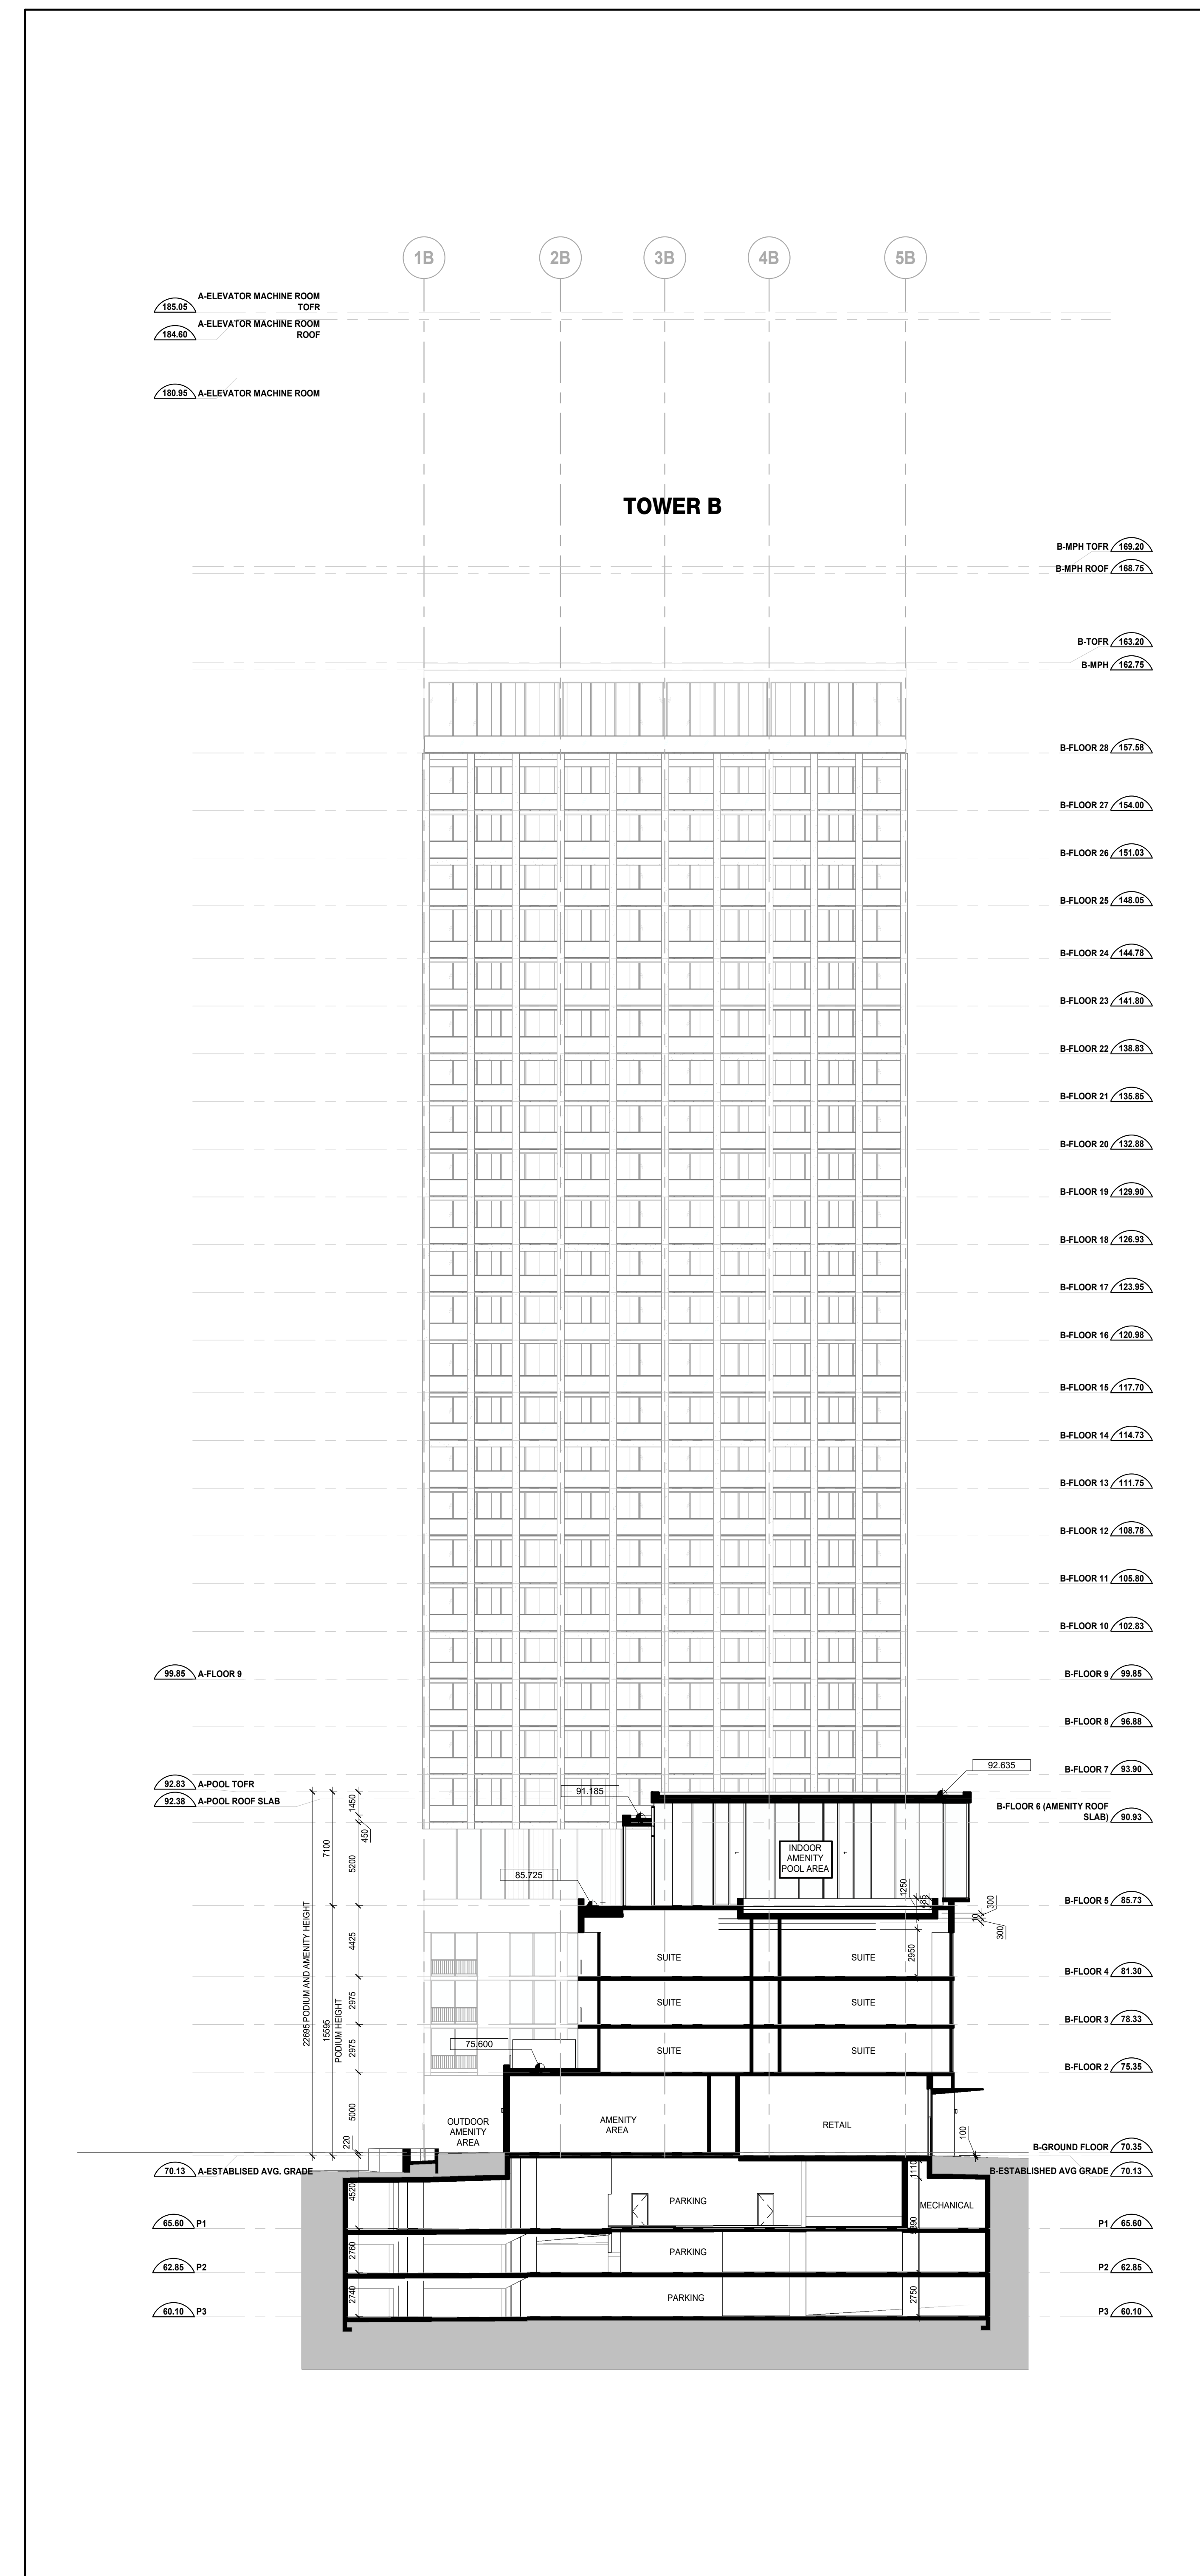 1B
2B
3B
4B
5B
A-ELEVATOR MACHINE ROOM
TOFR
185.05
A-ELEVATOR MACHINE ROOM
ROOF
184.60
180.95
A-ELEVATOR MACHINE ROOM
TOWER B
B-MPH TOFR 169.20
B-MPH ROOF 168.75
B-TOFR 163.20
B-MPH 162.75
B-FLOOR 28 157.58
B-FLOOR 27 154.00
B-FLOOR 26 151.03
B-FLOOR 25 148.05
B-FLOOR 24 144.78
B-FLOOR 23 141.80
B-FLOOR 22 138.83
B-FLOOR 21 135.85
B-FLOOR 20 132.88
B-FLOOR 19 129.90
B-FLOOR 18 126.93
B-FLOOR 17 123.95
B-FLOOR 16 120.98
B-FLOOR 15 117.70
B-FLOOR 14 114.73
B-FLOOR 13 111.75
B-FLOOR 12 108.78
B-FLOOR 11 105.80
B-FLOOR 10 102.83
99.85 A-FLOOR 9
B-FLOOR 9 99.85
B-FLOOR 8 96.88
B-FLOOR 7 93.90
92.83 A-POOL TOFR
92.38 A-POOL ROOF SLAB
92.635
91.185
B-FLOOR 6 (AMENITY ROOF
SLAB) 90.93
1450
450
7100
5200
INDOOR
AMENITY
POOL AREA
85.725
1250
485
300
10
300
B-FLOOR 5 85.73
22695 PODIUM AND AMENITY HEIGHT
15595
PODIUM HEIGHT
4425
SUITE
SUITE
2950
B-FLOOR 4 81.30
2975
SUITE
SUITE
B-FLOOR 3 78.33
2975
75.600
SUITE
SUITE
B-FLOOR 2 75.35
5000
OUTDOOR
AMENITY
AREA
AMENITY
AREA
RETAIL
220
100
B-GROUND FLOOR 70.35
70.13 A-ESTABLISED AVG. GRADE
B-ESTABLISHED AVG GRADE 70.13
4520
PARKING
1110
MECHANICAL
65.60 P1
P1 65.60
2760
PARKING
62.85 P2
P2 62.85
2740
PARKING
2750
60.10 P3
P3 60.10